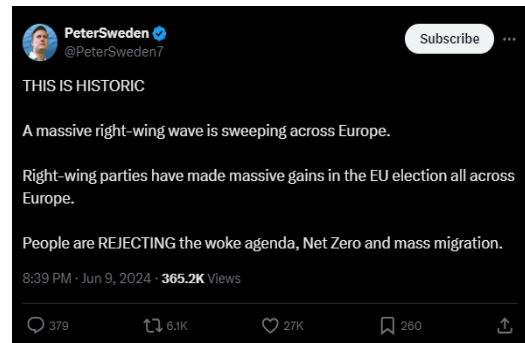 PeterSweden
Subscribe
@PeterSweden7
THIS IS HISTORIC
A massive right-wing wave is sweeping across Europe.
Right-wing parties have made massive gains in the EU election all across
Europe.
People are REJECTING the woke agenda, Net Zero and mass migration.
8:39 PM · Jun 9, 2024 · 365.2K Views
379 6.1K 27K 260